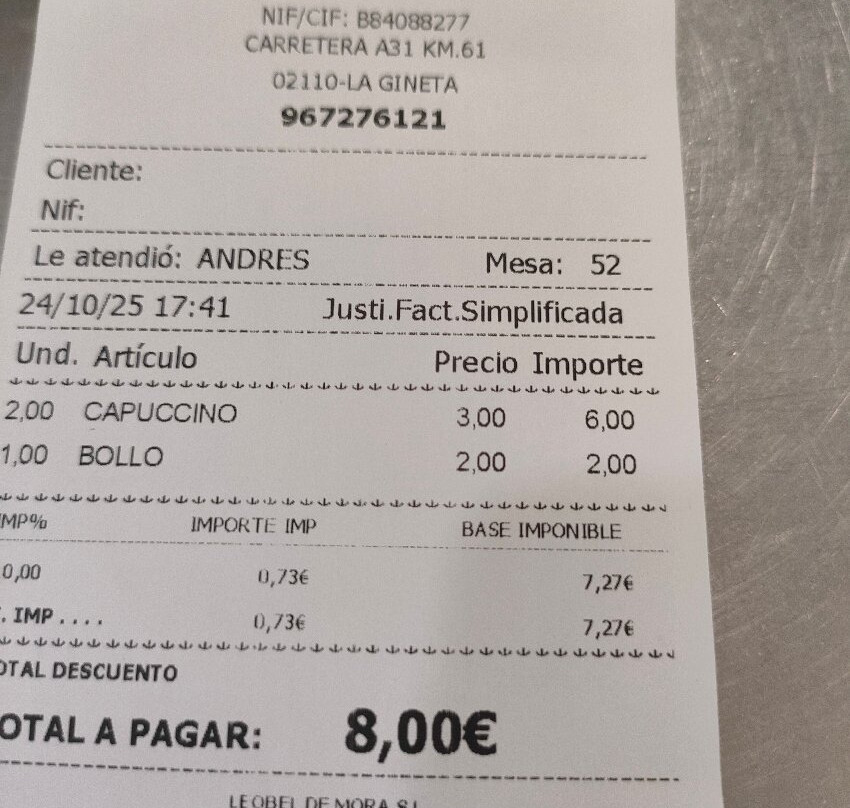 NIF/CIF: B84088277
CARRETERA A31 KM.61
02110-LA GINETA
967276121
Cliente:
Nif:
Le atendió: ANDRES Mesa: 52
24/10/25 17:41 Justi.Fact.Simplificada
Und. Artículo Precio Importe
2,00 CAPUCCINO 3,00 6,00
1,00 BOLLO 2,00 2,00
IMP% IMPORTE IMP BASE IMPONIBLE
0,00 0,73€ 7,27€
. IMP .... 0,73€ 7,27€
OTAL DESCUENTO
OTAL A PAGAR: 8,00€
LEOBEL DE MORA S.L